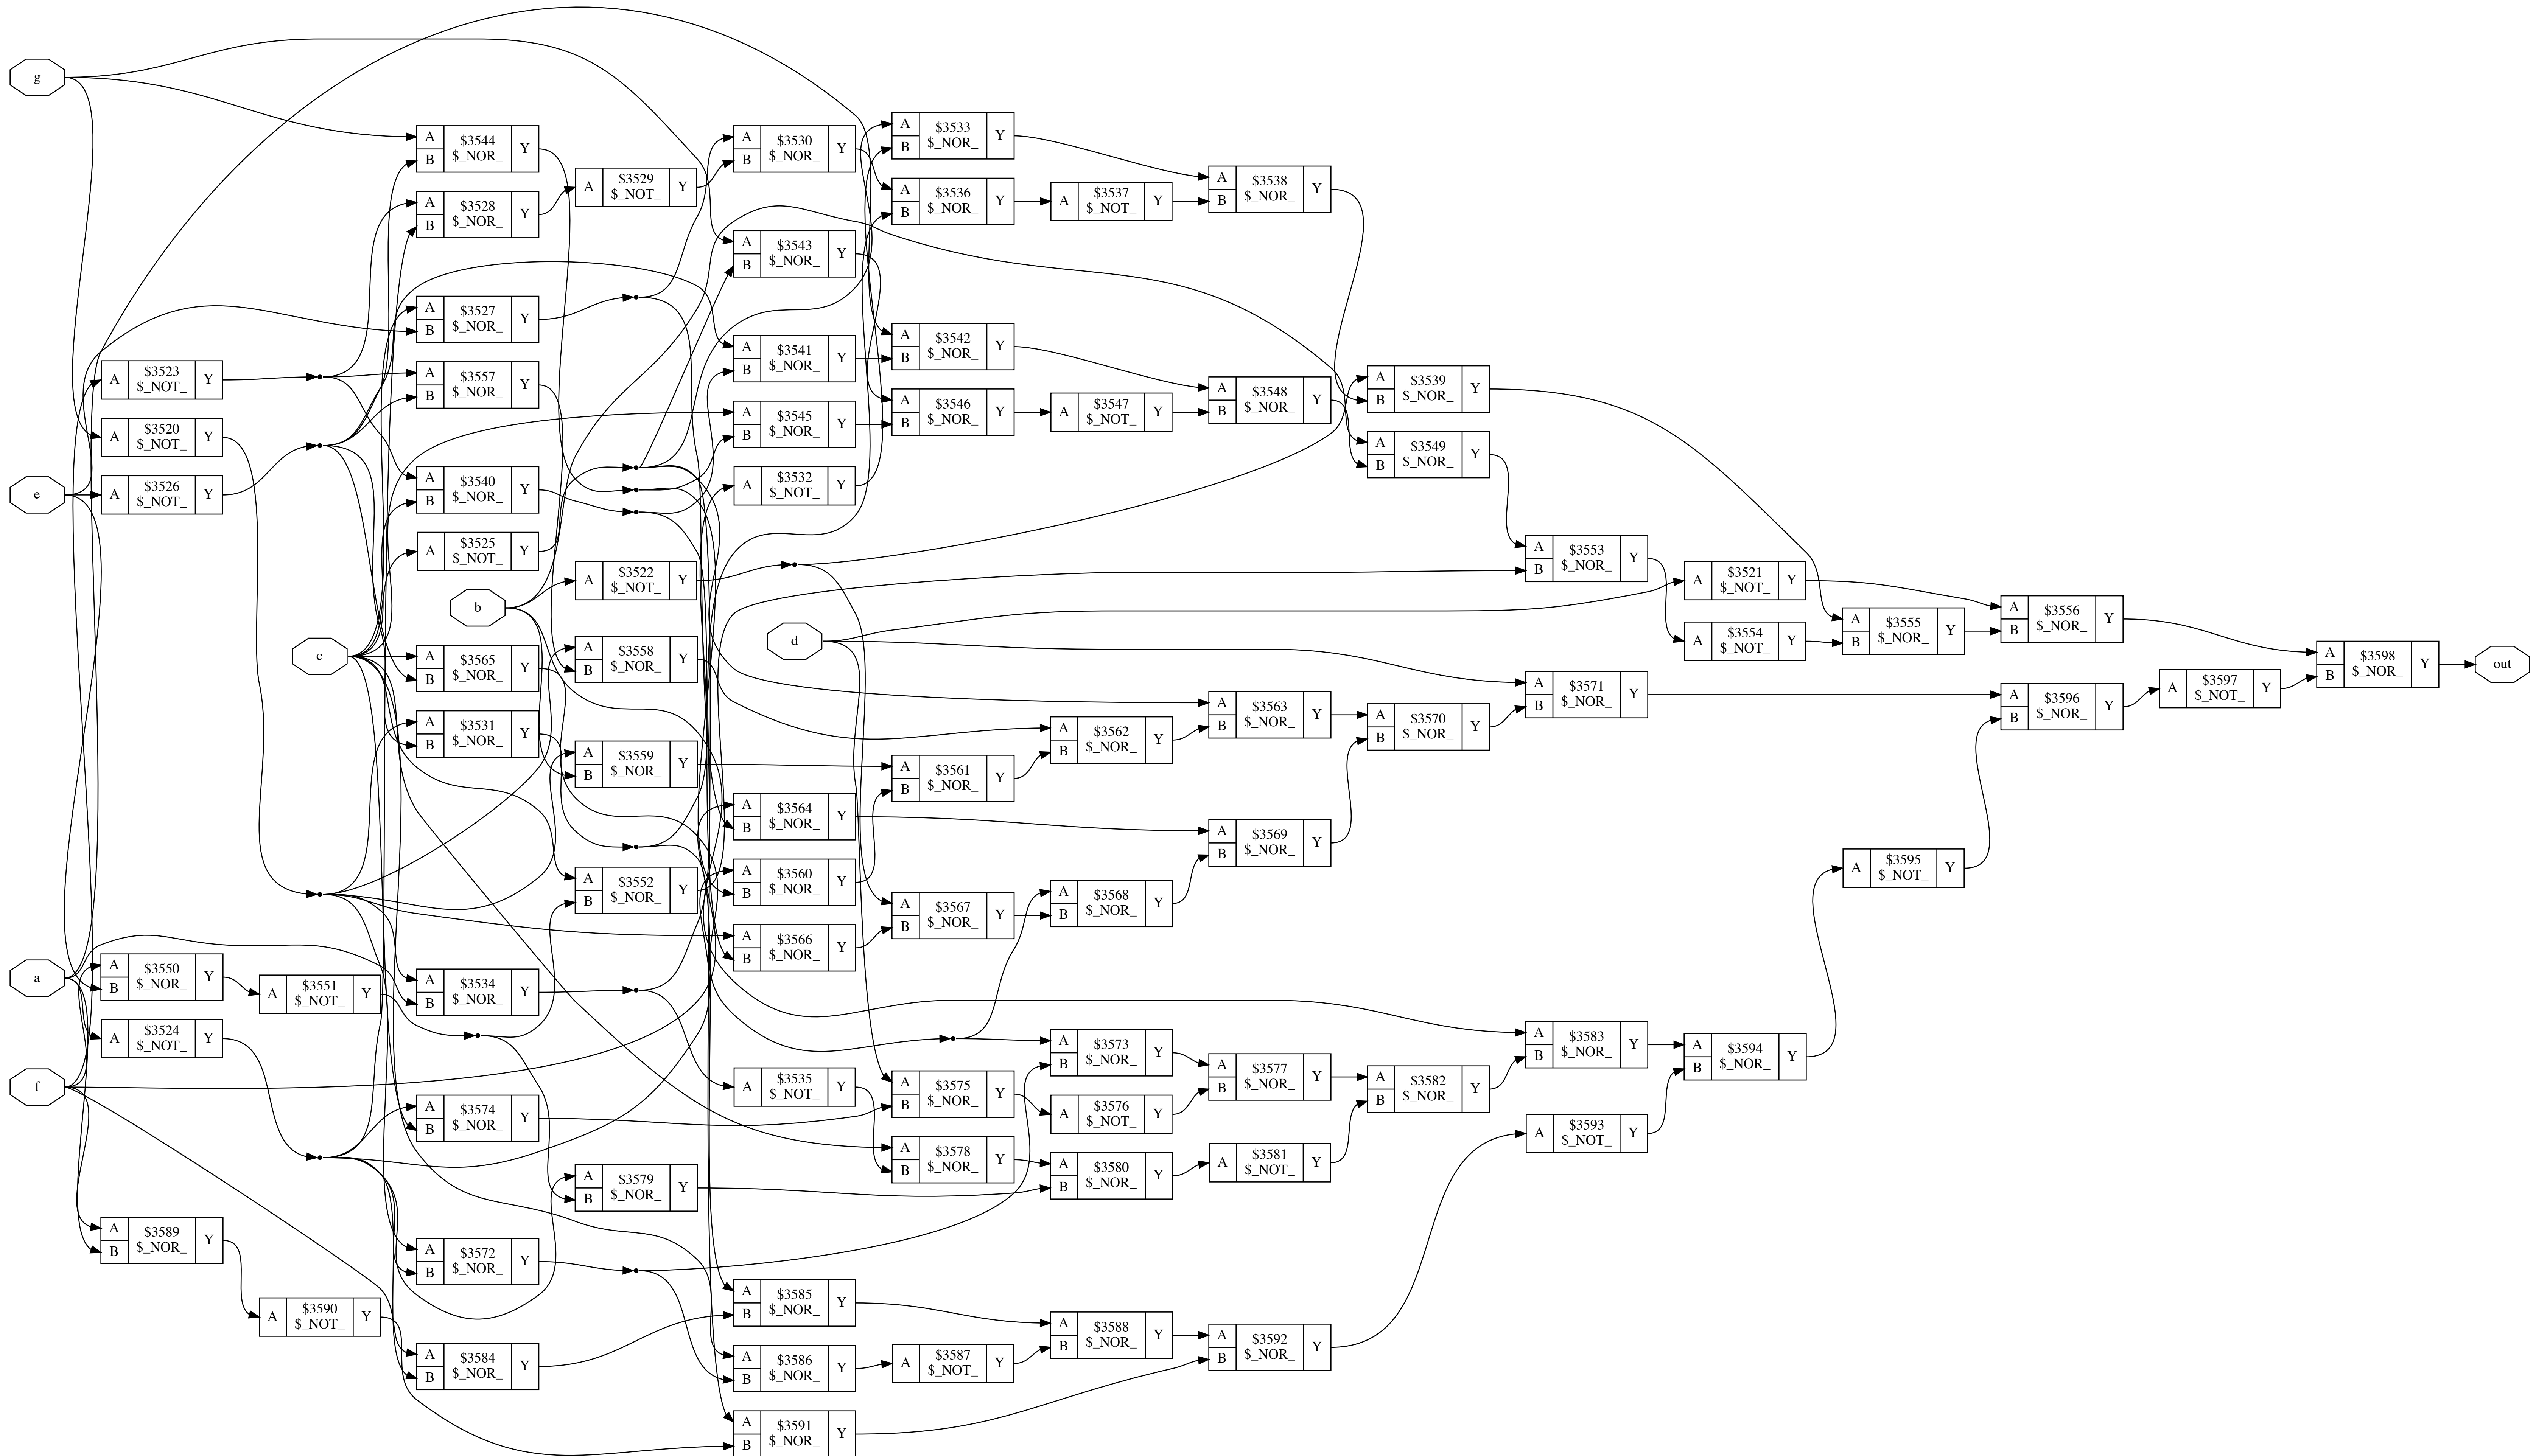 g
e
a
f
c
b
d
out
A $3523 Y
$_NOT_
A $3520 Y
$_NOT_
A $3526 Y
$_NOT_
A $3550 Y
B $_NOR_
A $3524 Y
$_NOT_
A $3589 Y
B $_NOR_
A $3551 Y
$_NOT_
A $3590 Y
$_NOT_
A $3544 Y
B $_NOR_
A $3528 Y
B $_NOR_
A $3527 Y
B $_NOR_
A $3557 Y
B $_NOR_
A $3540 Y
B $_NOR_
A $3525 Y
$_NOT_
A $3565 Y
B $_NOR_
A $3531 Y
B $_NOR_
A $3534 Y
B $_NOR_
A $3574 Y
B $_NOR_
A $3572 Y
B $_NOR_
A $3584 Y
B $_NOR_
A $3529 Y
$_NOT_
A $3522 Y
$_NOT_
A $3558 Y
B $_NOR_
A $3559 Y
B $_NOR_
A $3552 Y
B $_NOR_
A $3579 Y
B $_NOR_
A $3530 Y
B $_NOR_
A $3543 Y
B $_NOR_
A $3541 Y
B $_NOR_
A $3545 Y
B $_NOR_
A $3532 Y
$_NOT_
A $3564 Y
B $_NOR_
A $3560 Y
B $_NOR_
A $3566 Y
B $_NOR_
A $3535 Y
$_NOT_
A $3585 Y
B $_NOR_
A $3586 Y
B $_NOR_
A $3591 Y
B $_NOR_
A $3533 Y
B $_NOR_
A $3536 Y
B $_NOR_
A $3542 Y
B $_NOR_
A $3546 Y
B $_NOR_
A $3561 Y
B $_NOR_
A $3567 Y
B $_NOR_
A $3575 Y
B $_NOR_
A $3578 Y
B $_NOR_
A $3587 Y
$_NOT_
A $3537 Y
$_NOT_
A $3547 Y
$_NOT_
A $3562 Y
B $_NOR_
A $3568 Y
B $_NOR_
A $3573 Y
B $_NOR_
A $3576 Y
$_NOT_
A $3580 Y
B $_NOR_
A $3588 Y
B $_NOR_
A $3538 Y
B $_NOR_
A $3548 Y
B $_NOR_
A $3563 Y
B $_NOR_
A $3569 Y
B $_NOR_
A $3577 Y
B $_NOR_
A $3581 Y
$_NOT_
A $3592 Y
B $_NOR_
A $3539 Y
B $_NOR_
A $3549 Y
B $_NOR_
A $3570 Y
B $_NOR_
A $3582 Y
B $_NOR_
A $3553 Y
B $_NOR_
A $3571 Y
B $_NOR_
A $3583 Y
B $_NOR_
A $3593 Y
$_NOT_
A $3521 Y
$_NOT_
A $3554 Y
$_NOT_
A $3594 Y
B $_NOR_
A $3555 Y
B $_NOR_
A $3595 Y
$_NOT_
A $3556 Y
B $_NOR_
A $3596 Y
B $_NOR_
A $3597 Y
$_NOT_
A $3598 Y
B $_NOR_